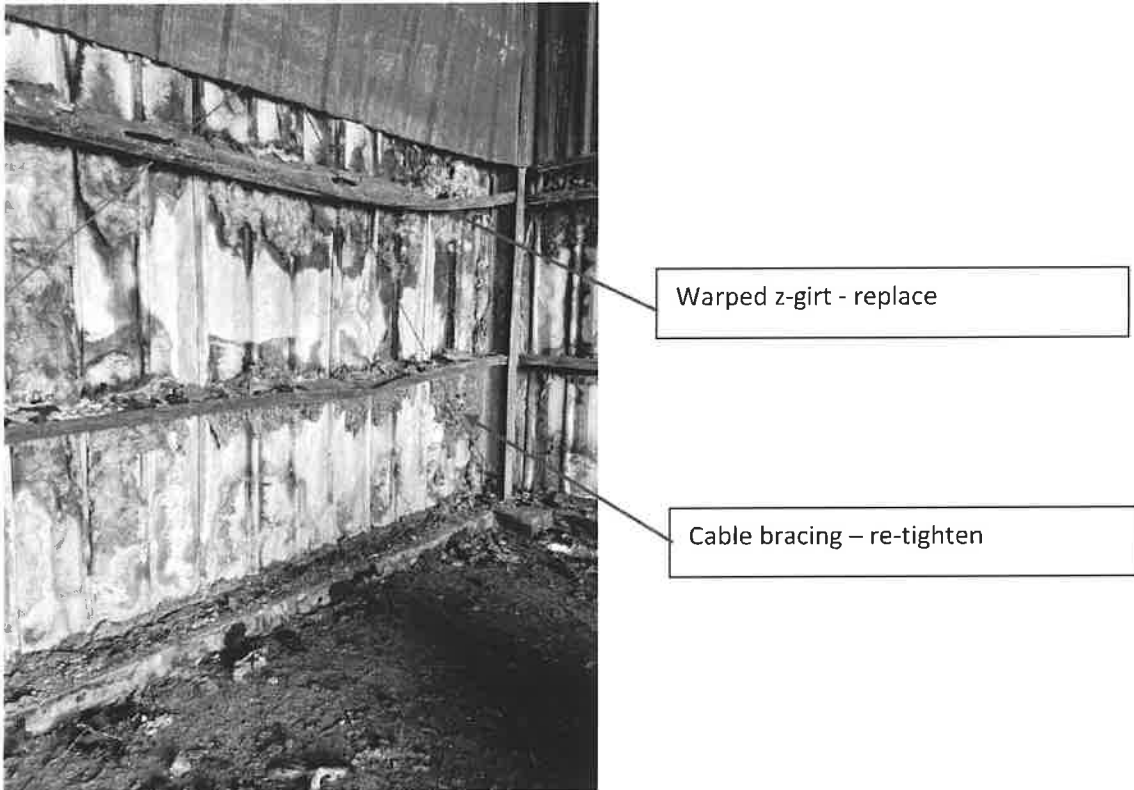 Warped z-girt - replace
Cable bracing – re-tighten